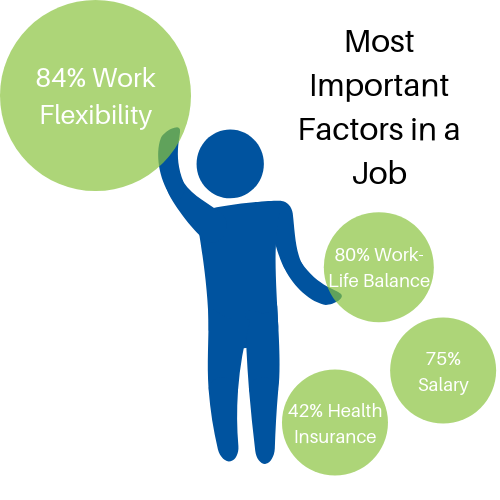 84% Work
Flexibility
Most
Important
Factors in a
Job
80% Work-
Life Balance
75%
Salary
42% Health
Insurance